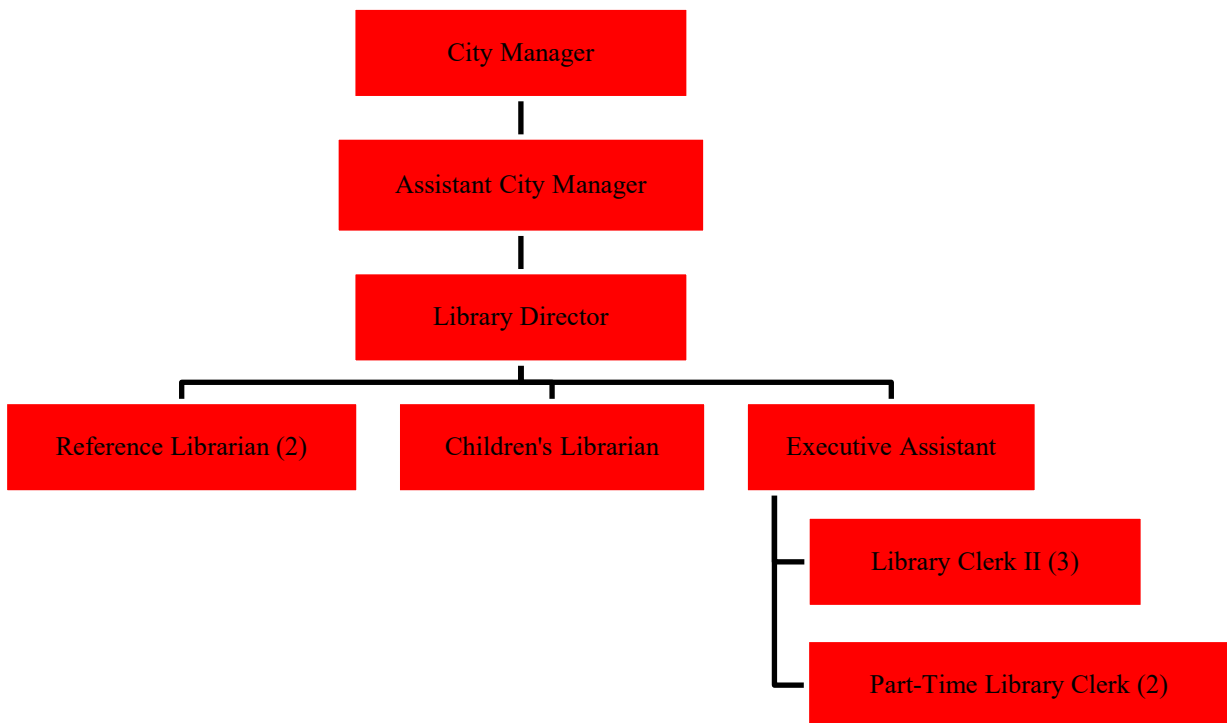 City Manager
Assistant City Manager
Library Director
Reference Librarian (2)
Children's Librarian
Executive Assistant
Library Clerk II (3)
Part-Time Library Clerk (2)